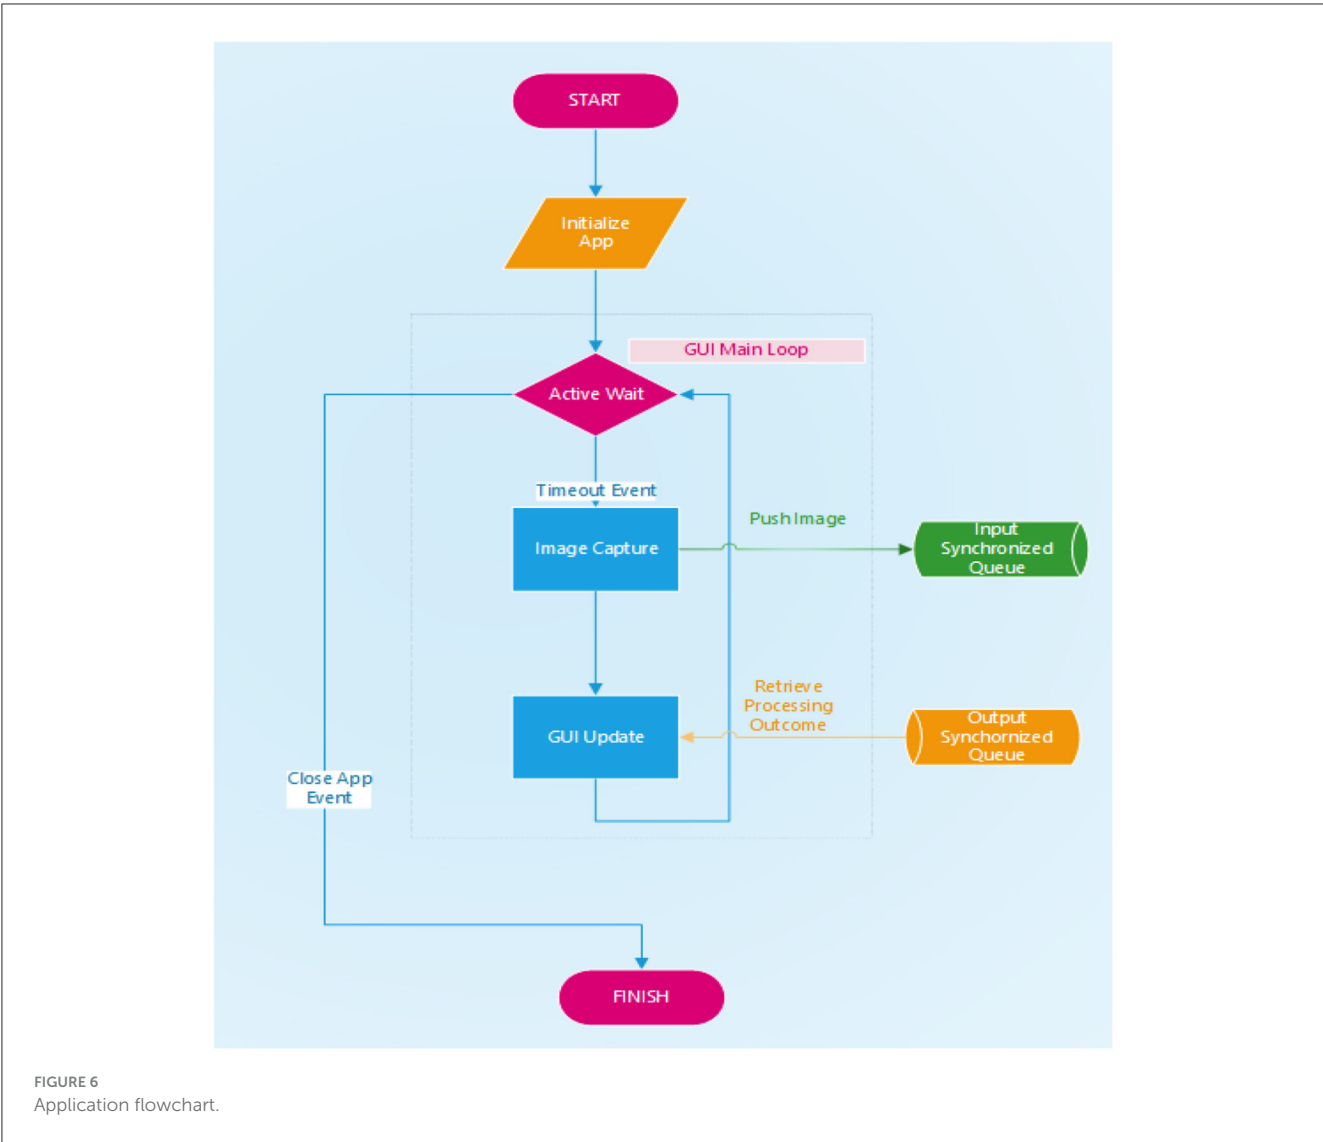 START
Initialize
App
GUI Main Loop
Active Wait
Timeout Event
Push Image
Image Capture
Input
Synchronized
Queue
Retrieve
Processing
Outcome
GUI Update
Output
Synchornized
Queue
Close App
Event
FINISH
FIGURE 6
Application flowchart.